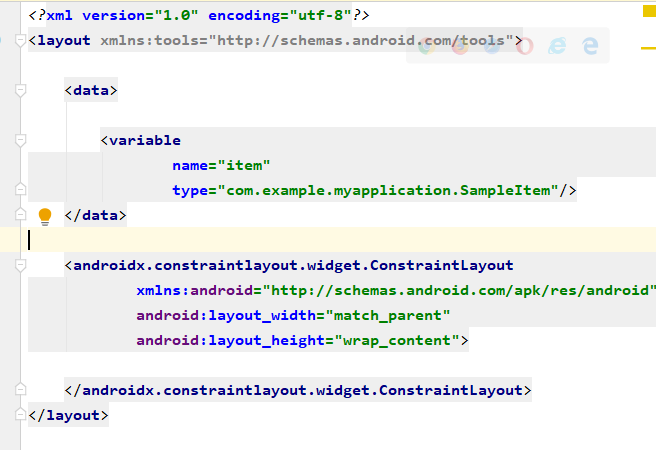 <?xml version="1.0" encoding="utf-8"?>
<layout xmlns:tools="http://schemas.android.com/tools">
<data>
<variable
name="item"
type="com.example.myapplication.SampleItem"/>
</data>
<androidx.constraintlayout.widget.ConstraintLayout
xmlns:android="http://schemas.android.com/apk/res/android"
android:layout_width="match_parent"
android:layout_height="wrap_content">
</androidx.constraintlayout.widget.ConstraintLayout>
</layout>